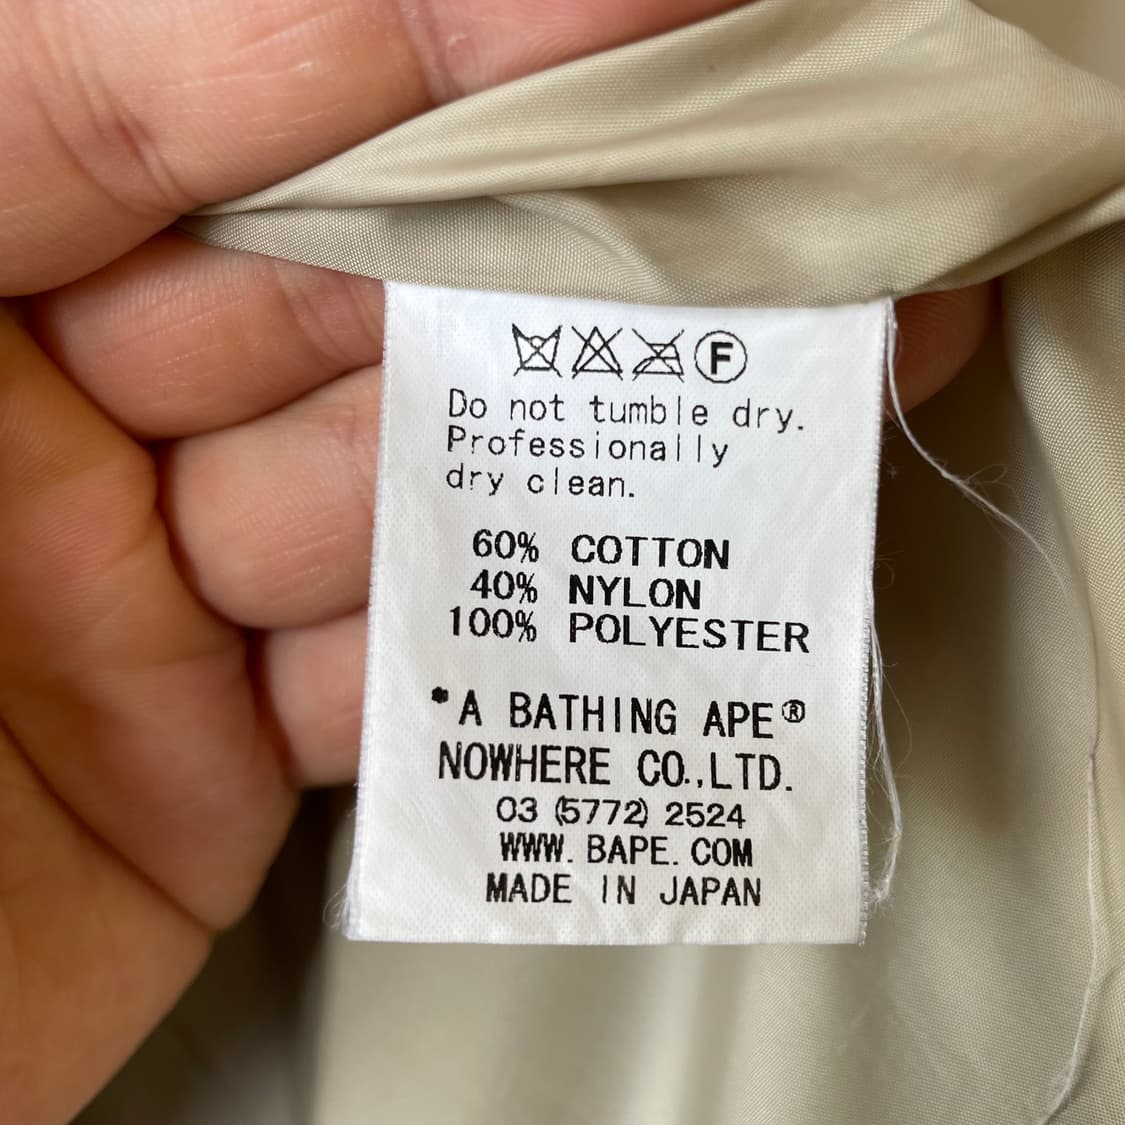 F
Do not tumble dry.
Professionally
dry clean.
60% COTTON
40% NYLON
100% POLYESTER
*A BATHING APE®
NOWHERE CO.,LTD.
03 (5772) 2524
WWW. BAPE. COM
MADE IN JAPAN